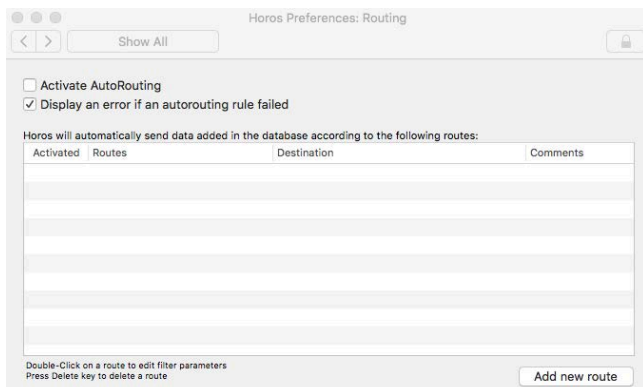 Horos Preferences: Routing
Show All
Activate AutoRouting
Display an error if an autorouting rule failed
Horos will automatically send data added in the database according to the following routes:
Activated Routes Destination Comments
Double-Click on a route to edit filter parameters
Press Delete key to delete a route
Add new route